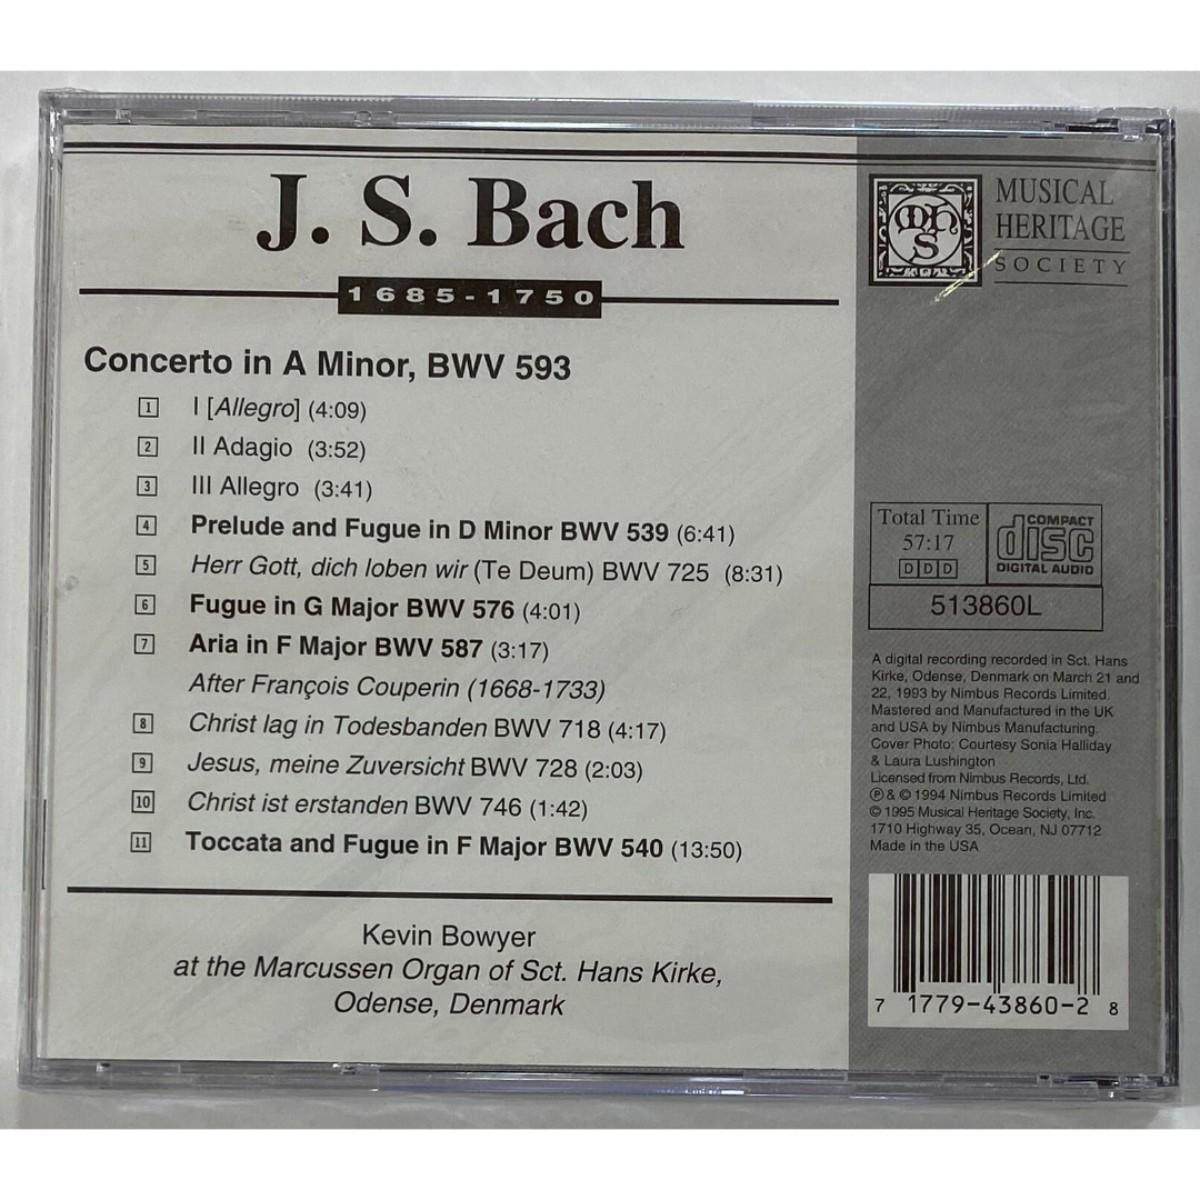 J. S. Bach
1685-1750
Concerto in A Minor, BWV 593
1 I [Allegro] (4:09)
2 II Adagio (3:52)
3 III Allegro (3:41)
4 Prelude and Fugue in D Minor BWV 539 (6:41)
5 Herr Gott, dich loben wir (Te Deum) BWV 725 (8:31)
6 Fugue in G Major BWV 576 (4:01)
7 Aria in F Major BWV 587 (3:17)
After François Couperin (1668-1733)
8 Christ lag in Todesbanden BWV 718 (4:17)
9 Jesus, meine Zuversicht BWV 728 (2:03)
10 Christ ist erstanden BWV 746 (1:42)
11 Toccata and Fugue in F Major BWV 540 (13:50)
Kevin Bowyer
at the Marcussen Organ of Sct. Hans Kirke,
Odense, Denmark
MHS
MUSICAL
HERITAGE
SOCIETY
Total Time
57:17
DDD
COMPACT
disc
DIGITAL AUDIO
513860L
A digital recording recorded in Sct. Hans
Kirke, Odense, Denmark on March 21 and
22, 1993 by Nimbus Records Limited.
Mastered and Manufactured in the UK
and USA by Nimbus Manufacturing.
Cover Photo: Courtesy Sonia Halliday
& Laura Lushington
Licensed from Nimbus Records, Ltd.
℗ & © 1994 Nimbus Records Limited
© 1995 Musical Heritage Society, Inc.
1710 Highway 35, Ocean, NJ 07712
Made in the USA
7 1779-43860-2 8